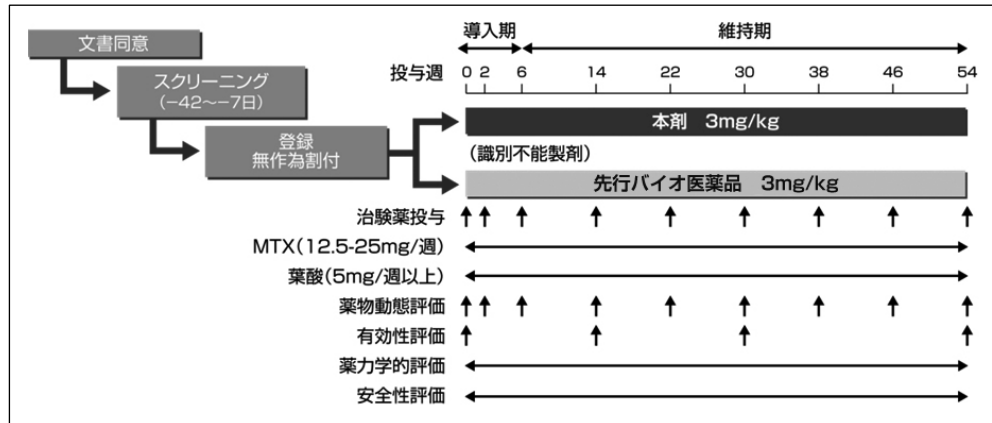 文書同意
スクリーニング
(−42〜−7日)
登録
無作為割付
導入期 維持期
投与週 0 2 6 14 22 30 38 46 54
本剤 3mg/kg
(識別不能製剤)
先行バイオ医薬品 3mg/kg
治験薬投与
MTX(12.5-25mg/週)
葉酸(5mg/週以上)
薬物動態評価
有効性評価
薬力学的評価
安全性評価